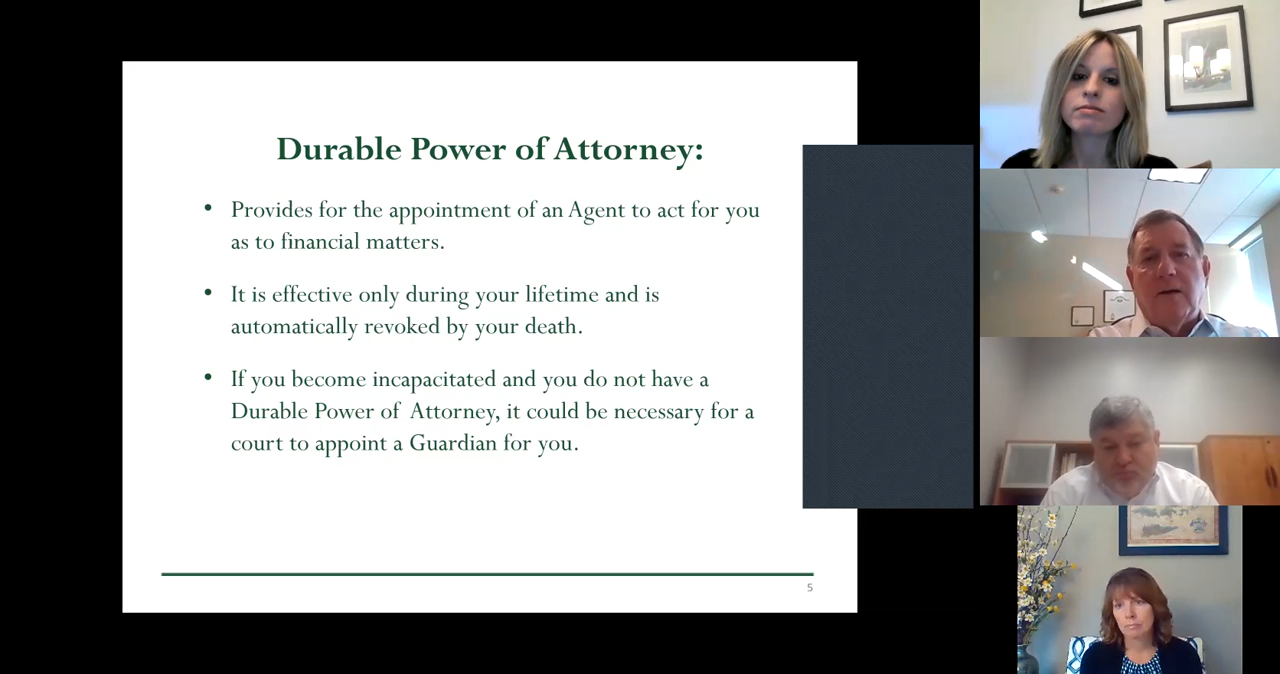 Durable Power of Attorney:
• Provides for the appointment of an Agent to act for you
as to financial matters.
• It is effective only during your lifetime and is
automatically revoked by your death.
• If you become incapacitated and you do not have a
Durable Power of Attorney, it could be necessary for a
court to appoint a Guardian for you.
5